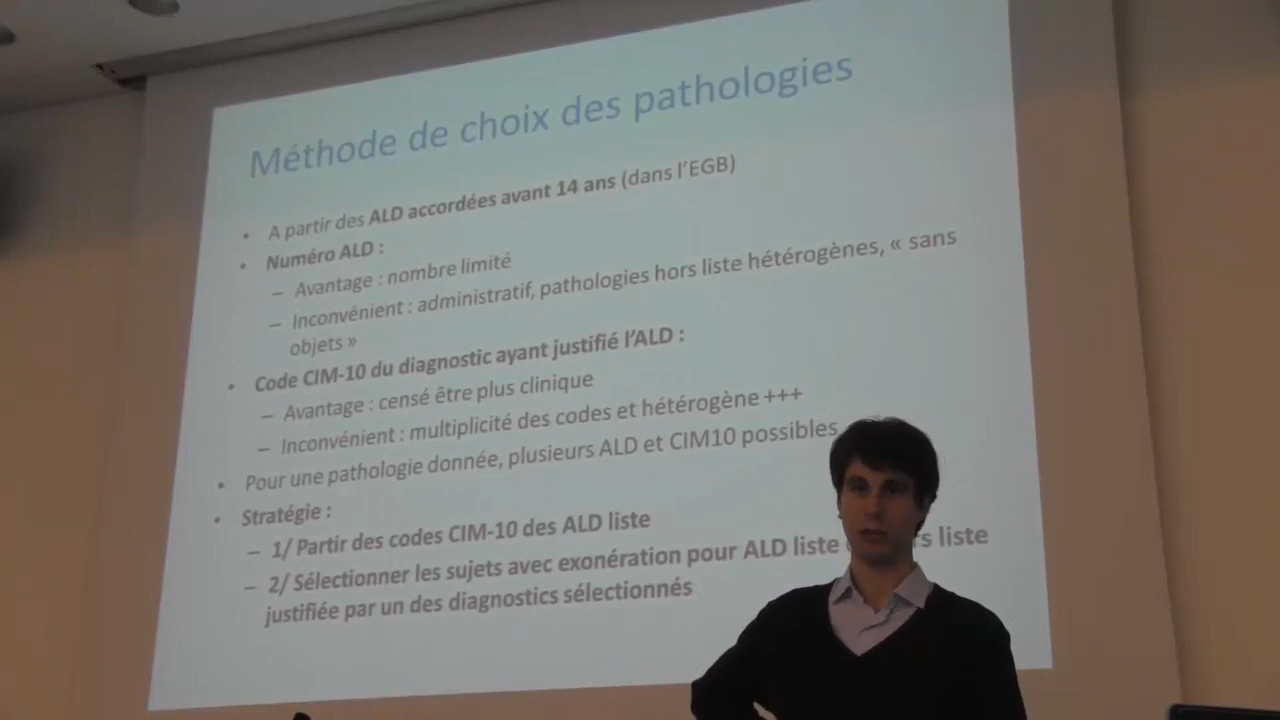 Méthode de choix des pathologies
• A partir des ALD accordées avant 14 ans (dans l'EGB)
• Numéro ALD :
– Avantage : nombre limité
– Inconvénient : administratif, pathologies hors liste hétérogènes, « sans
objets »
• Code CIM-10 du diagnostic ayant justifié l'ALD :
– Avantage : censé être plus clinique
– Inconvénient : multiplicité des codes et hétérogène +++
• Pour une pathologie donnée, plusieurs ALD et CIM10 possibles
• Stratégie :
– 1/ Partir des codes CIM-10 des ALD liste
– 2/ Sélectionner les sujets avec exonération pour ALD liste liste
justifiée par un des diagnostics sélectionnés